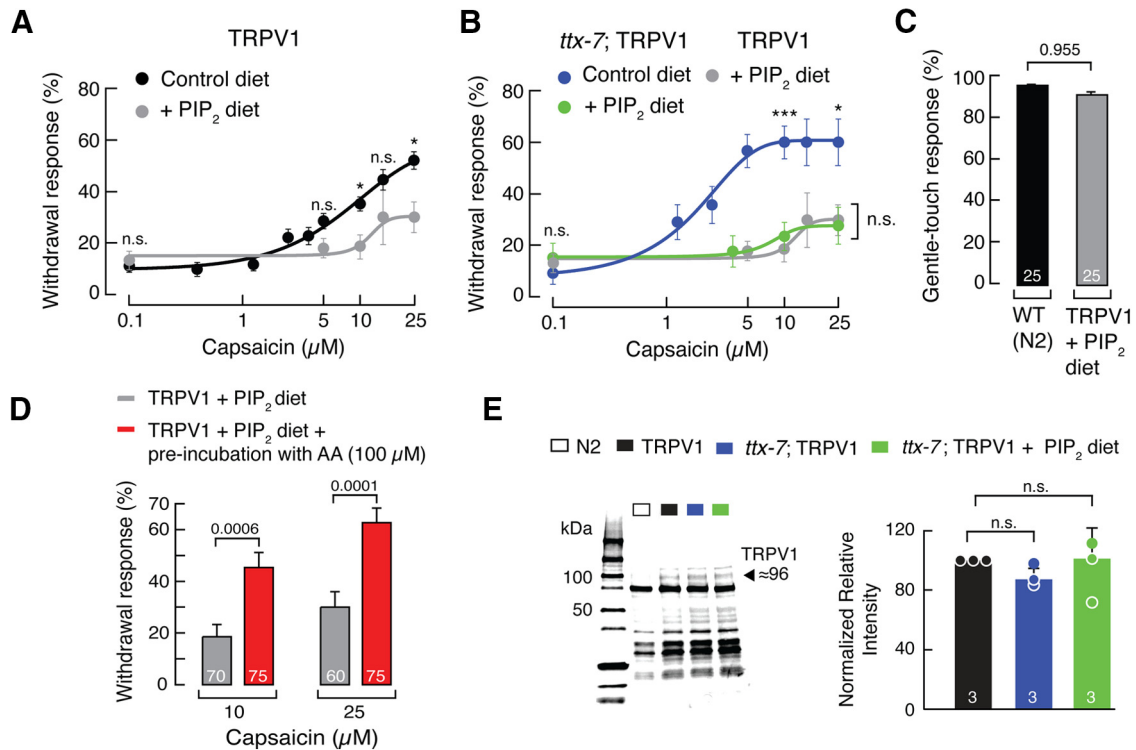 A
TRPV1
Control diet
+ PIP2 diet
Withdrawal response (%)
80
60
40
20
0
n.s.
n.s.
*
n.s.
*
0.1
1
5
10
25
Capsaicin (µM)
B
ttx-7; TRPV1
TRPV1
Control diet
+ PIP2 diet
+ PIP2 diet
Withdrawal response (%)
80
60
40
20
0
n.s.
***
*
n.s.
0.1
1
5
10
25
Capsaicin (µM)
C
0.955
Gentle-touch response (%)
100
80
60
40
20
0
25
25
WT
(N2)
TRPV1
+ PIP2
diet
D
TRPV1 + PIP2 diet
TRPV1 + PIP2 diet +
pre-incubation with AA (100 µM)
Withdrawal response (%)
70
60
40
20
0
0.0006
0.0001
70
75
60
75
10
25
Capsaicin (µM)
E
N2
TRPV1
ttx-7; TRPV1
ttx-7; TRPV1 + PIP2 diet
kDa
100
50
TRPV1
≈96
n.s.
n.s.
Normalized Relative
Intensity
120
80
40
0
3
3
3